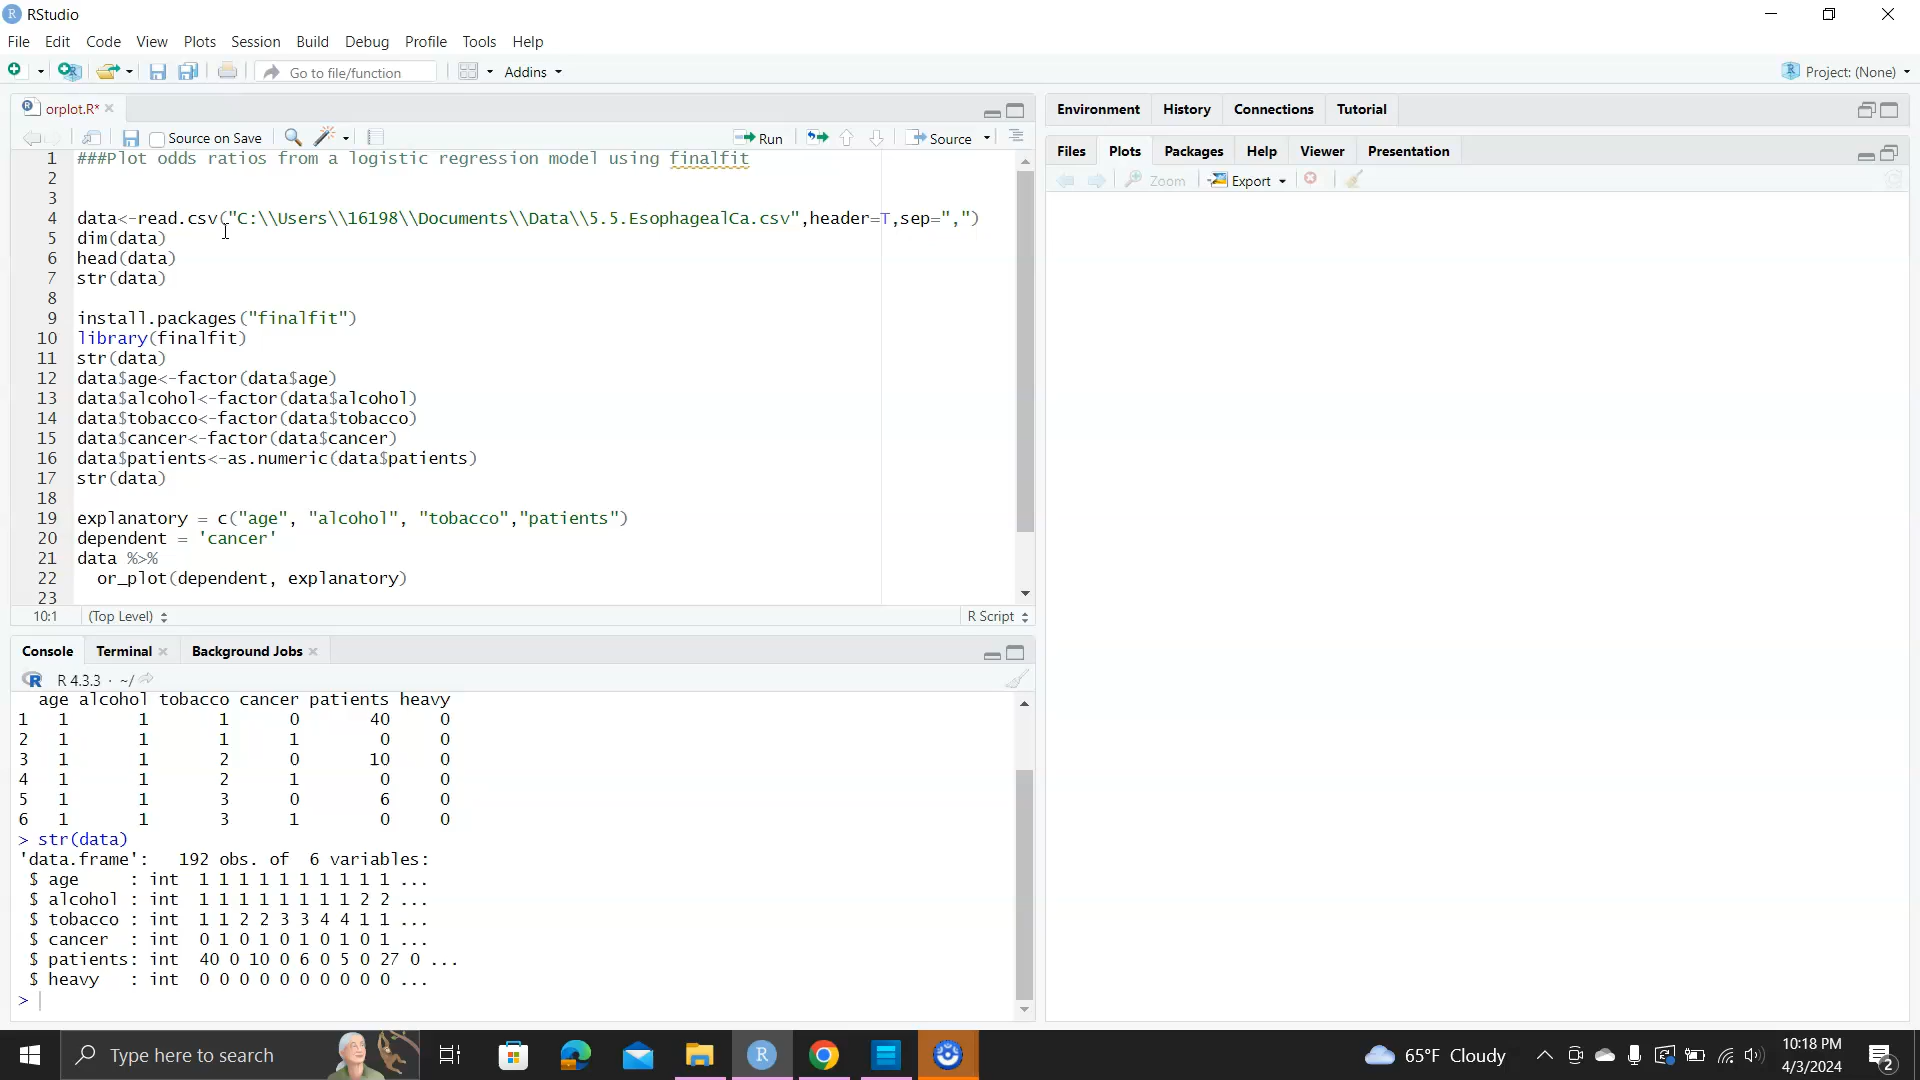 RStudio
File Edit Code View Plots Session Build Debug Profile Tools Help
Go to file/function Addins Project: (None)
orplot.R*
Source on Save Run Source
1 ###Plot odds ratios from a logistic regression model using finalfit
2
3
4 data<-read.csv("C:\\Users\\16198\\Documents\\Data\\5.5.EsophagealCa.csv",header=T,sep=",")
5 dim(data)
6 head(data)
7 str(data)
8
9 install.packages("finalfit")
10 library(finalfit)
11 str(data)
12 data$age<-factor(data$age)
13 data$alcohol<-factor(data$alcohol)
14 data$tobacco<-factor(data$tobacco)
15 data$cancer<-factor(data$cancer)
16 data$patients<-as.numeric(data$patients)
17 str(data)
18
19 explanatory = c("age", "alcohol", "tobacco","patients")
20 dependent = 'cancer'
21 data %>%
22 or_plot(dependent, explanatory)
23
10:1 (Top Level) R Script
Console Terminal Background Jobs
R 4.3.3 · ~/
age alcohol tobacco cancer patients heavy
1 1 1 1 0 40 0
2 1 1 1 1 0 0
3 1 1 2 0 10 0
4 1 1 2 1 0 0
5 1 1 3 0 6 0
6 1 1 3 1 0 0
> str(data)
'data.frame': 192 obs. of 6 variables:
$ age : int 1 1 1 1 1 1 1 1 1 1 ...
$ alcohol : int 1 1 1 1 1 1 1 1 2 2 ...
$ tobacco : int 1 1 2 2 3 3 4 4 1 1 ...
$ cancer : int 0 1 0 1 0 1 0 1 0 1 ...
$ patients: int 40 0 10 0 6 0 5 0 27 0 ...
$ heavy : int 0 0 0 0 0 0 0 0 0 0 ...
>
Environment History Connections Tutorial
Files Plots Packages Help Viewer Presentation
Zoom Export
Type here to search
65°F Cloudy
10:18 PM
4/3/2024
2